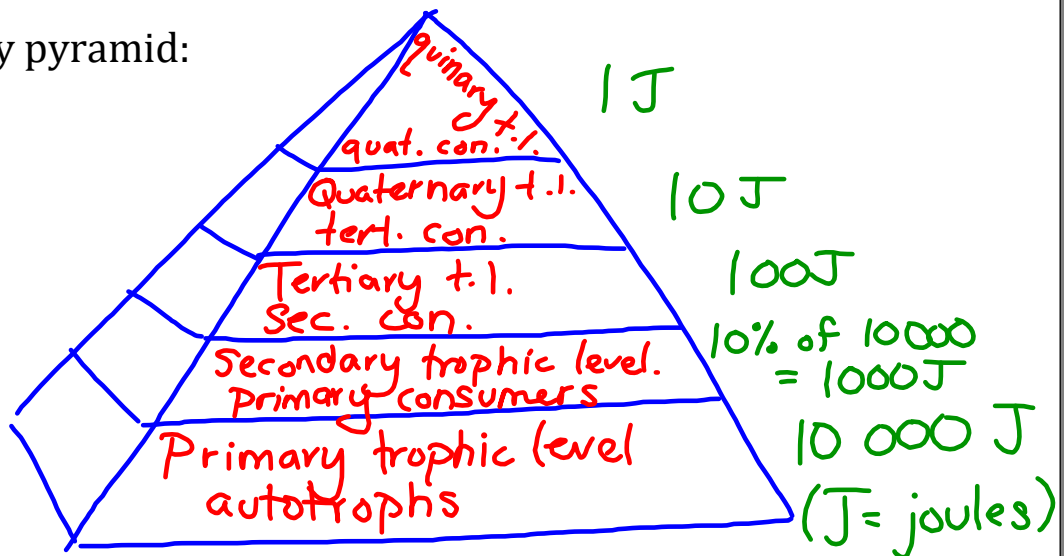 y pyramid:
quinary t.l.
quat. con.
1 J
Quaternary t.l.
tert. con.
10 J
Tertiary t.l.
Sec. con.
100J
Secondary trophic level.
Primary consumers
10% of 10000
= 1000J
Primary trophic level
autotrophs
10 000 J
(J= joules)